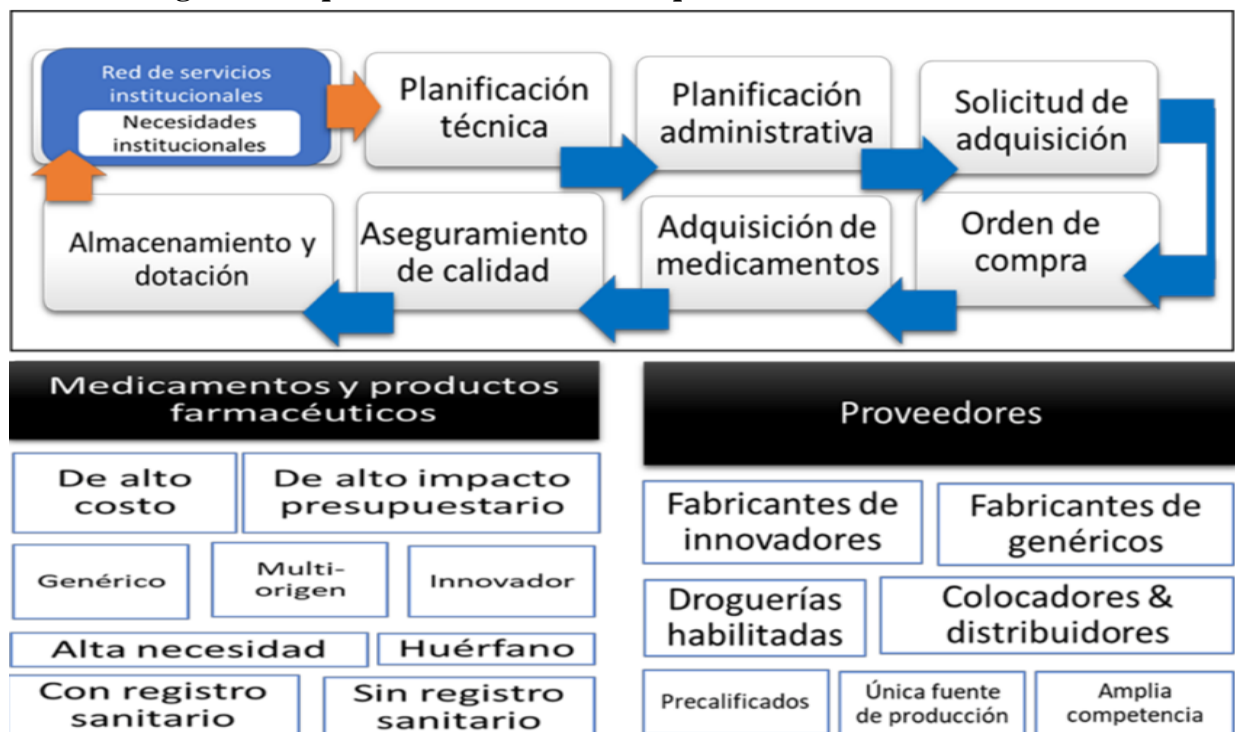 Red de servicios
institucionales
Necesidades
institucionales
Planificación
técnica
Planificación
administrativa
Solicitud de
adquisición
Almacenamiento y
dotación
Aseguramiento
de calidad
Adquisición de
medicamentos
Orden de
compra
Medicamentos y productos
farmacéuticos
De alto
costo
De alto impacto
presupuestario
Genérico
Multi-
origen
Innovador
Alta necesidad
Huérfano
Con registro
sanitario
Sin registro
sanitario
Proveedores
Fabricantes de
innovadores
Fabricantes de
genéricos
Droguerías
habilitadas
Colocadores &
distribuidores
Precalificados
Única fuente
de producción
Amplia
competencia